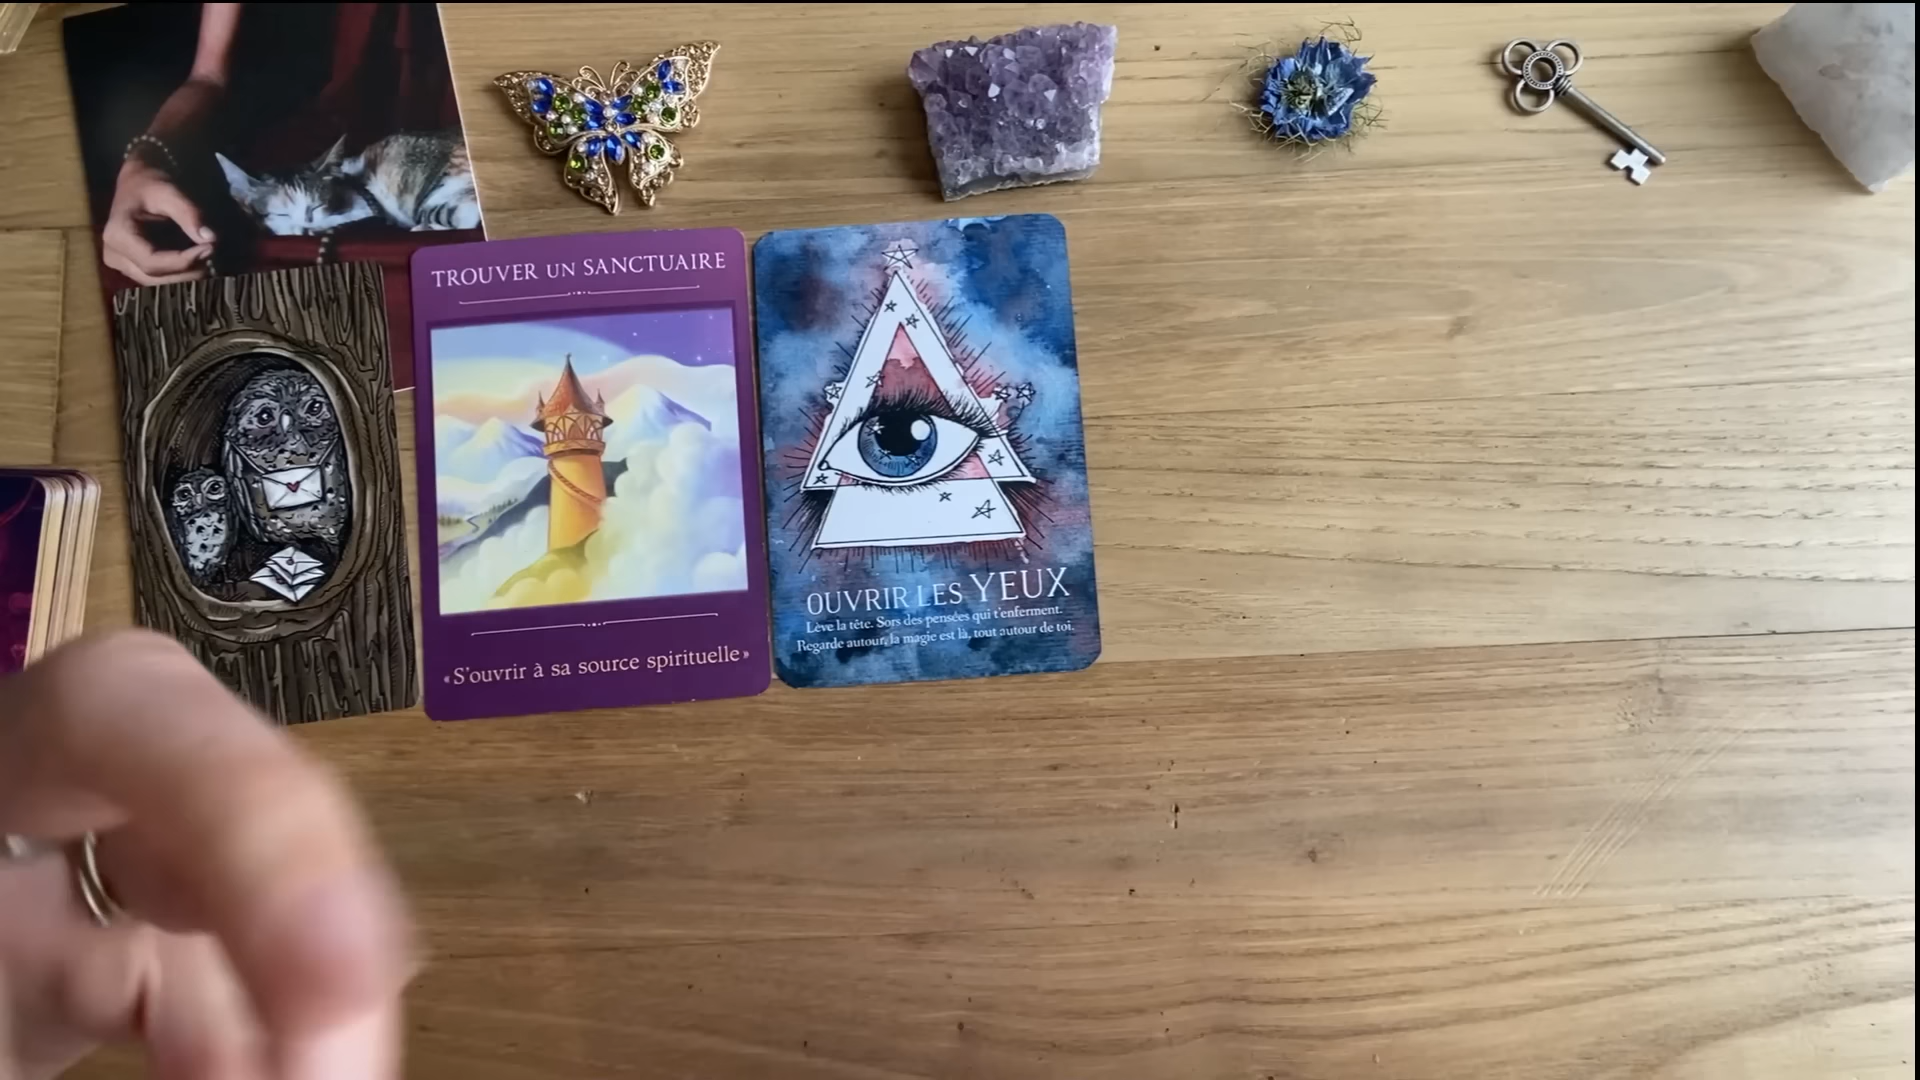 TROUVER UN SANCTUAIRE
«S'ouvrir à sa source spirituelle»
OUVRIR LES YEUX
Lève la tête. Sors des pensées qui t'enferment.
Regarde autour, la magie est là, tout autour de toi.